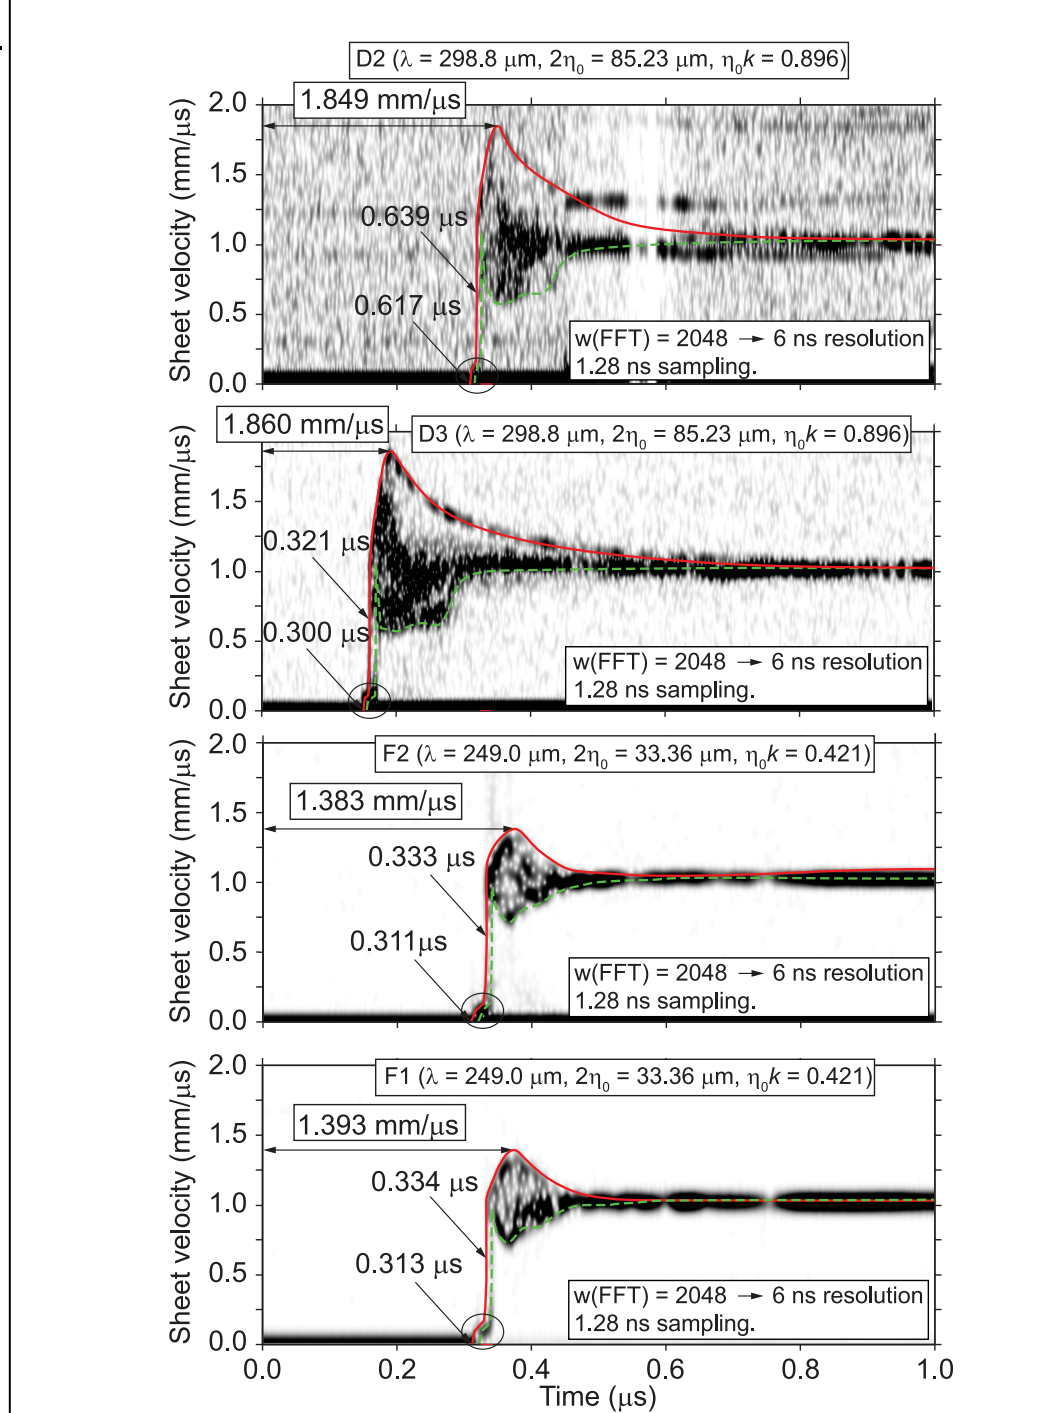 D2 (λ = 298.8 μm, 2η₀ = 85.23 μm, η₀k = 0.896)
1.849 mm/μs
Sheet velocity (mm/μs)
2.0
1.5
1.0
0.5
0.0
0.639 μs
0.617 μs
w(FFT) = 2048 → 6 ns resolution
1.28 ns sampling.
1.860 mm/μs
D3 (λ = 298.8 μm, 2η₀ = 85.23 μm, η₀k = 0.896)
Sheet velocity (mm/μs)
1.5
1.0
0.5
0.0
0.321 μs
0.300 μs
w(FFT) = 2048 → 6 ns resolution
1.28 ns sampling.
F2 (λ = 249.0 μm, 2η₀ = 33.36 μm, η₀k = 0.421)
1.383 mm/μs
Sheet velocity (mm/μs)
2.0
1.5
1.0
0.5
0.0
0.333 μs
0.311μs
w(FFT) = 2048 → 6 ns resolution
1.28 ns sampling.
F1 (λ = 249.0 μm, 2η₀ = 33.36 μm, η₀k = 0.421)
1.393 mm/μs
Sheet velocity (mm/μs)
2.0
1.5
1.0
0.5
0.0
0.334 μs
0.313 μs
w(FFT) = 2048 → 6 ns resolution
1.28 ns sampling.
0.0 0.2 0.4 0.6 0.8 1.0
Time (μs)